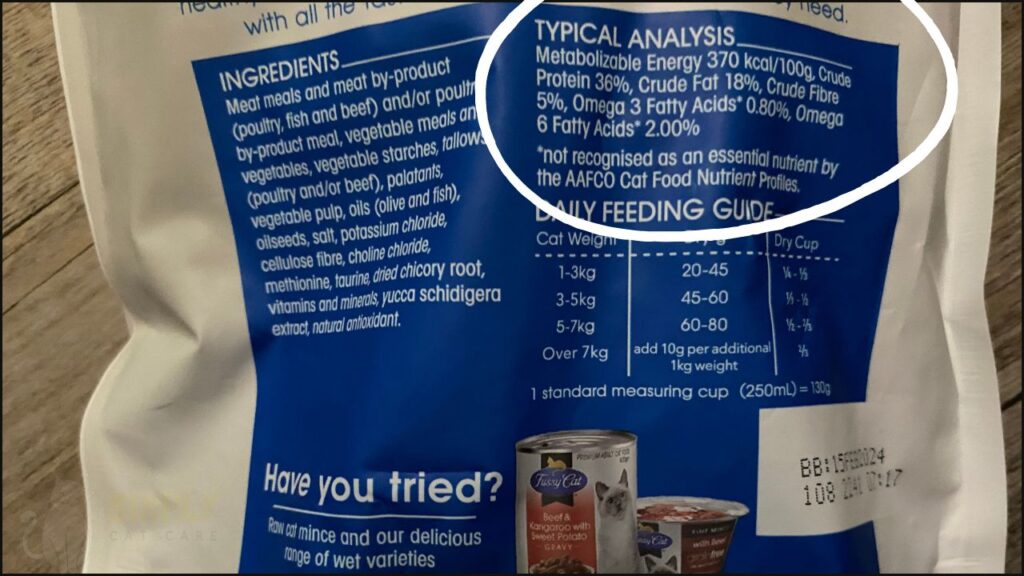 with all the
need.
INGREDIENTS
Meat meals and meat by-product
(poultry, fish and beef) and/or
by-product meal, vegetable meals
vegetables, vegetable starches,
(poultry and/or beef), palatants,
vegetable pulp, oils (olive and fish),
oilseeds, salt, potassium chloride,
cellulose fibre, choline chloride,
methionine, taurine, dried chicory root,
vitamins and minerals, yucca schidigera
extract, natural antioxidant.
TYPICAL ANALYSIS
Metabolizable Energy 370 kcal/100g, Crude
Protein 36%, Crude Fat 18%, Crude Fibre
5%, Omega 3 Fatty Acids* 0.80%, Omega
6 Fatty Acids* 2.00%
*not recognised as an essential nutrient by
the AAFCO Cat Food Nutrient Profiles.
DAILY FEEDING GUIDE
Cat Weight Dry Cup
1-3kg 20-45
3-5kg 45-60
5-7kg 60-80
Over 7kg add 10g per additional
1kg weight
1 standard measuring cup (250mL) = 130g
BB:15FEB2024
108
Have you tried?
Raw cat mince and our delicious
range of wet varieties
Fussy Cat
Beef &
Kangaroo with
Sweet Potato
GRAVY
Fussy Cat
with Beef
CAT CARE